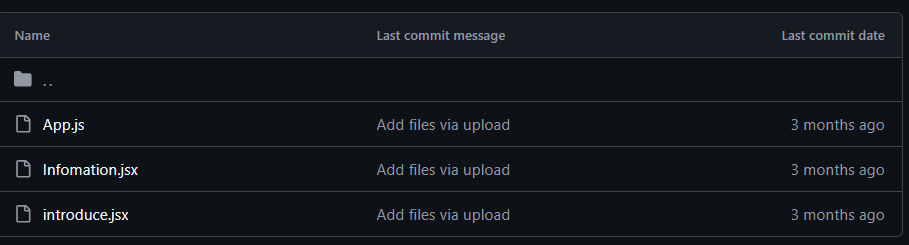 Name Last commit message Last commit date
..
App.js Add files via upload 3 months ago
Infomation.jsx Add files via upload 3 months ago
introduce.jsx Add files via upload 3 months ago